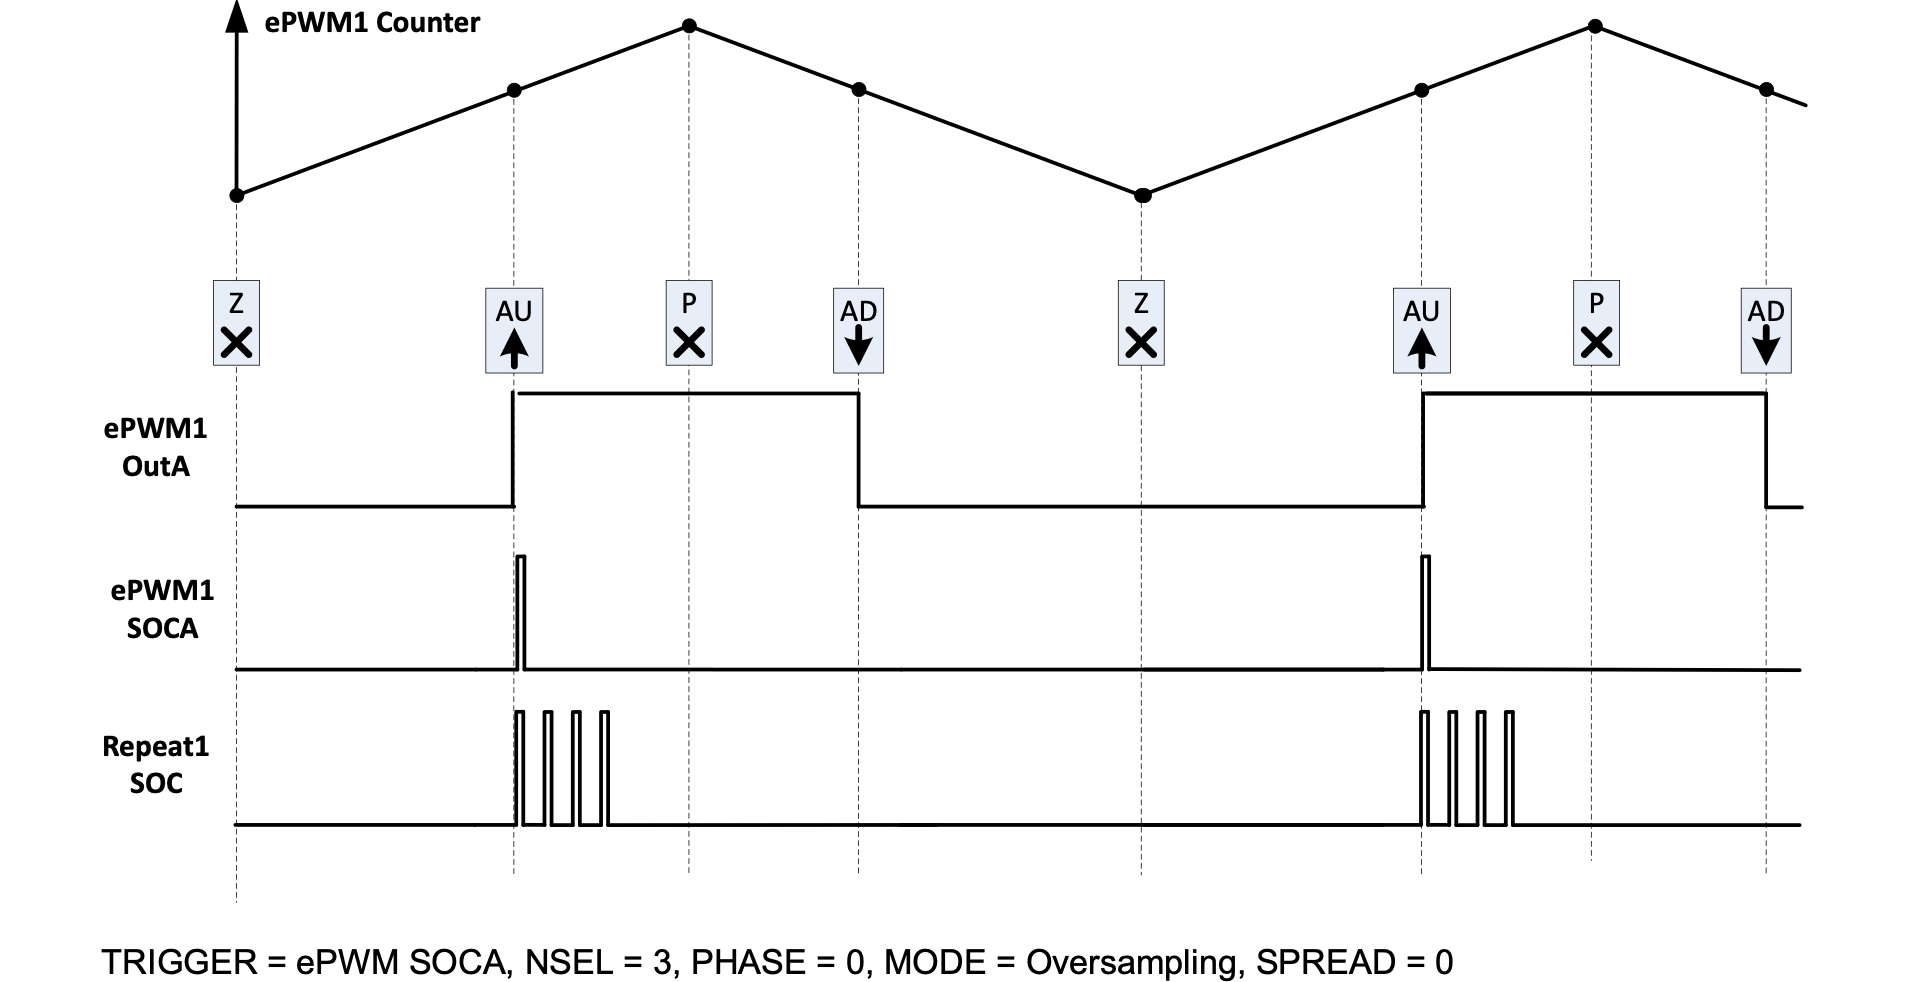 ePWM1 Counter
Z
AU
P
AD
Z
AU
P
AD
ePWM1
OutA
ePWM1
SOCA
Repeat1
SOC
TRIGGER = ePWM SOCA, NSEL = 3, PHASE = 0, MODE = Oversampling, SPREAD = 0